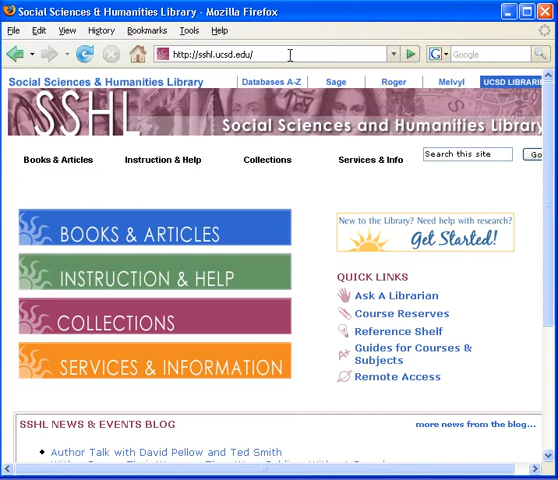 Social Sciences & Humanities Library - Mozilla Firefox
File Edit View History Bookmarks Tools Help
http://sshl.ucsd.edu/
G Google
Social Sciences & Humanities Library Databases A-Z Sage Roger Melvyl UCSD LIBRARI
SSHL
Social Sciences and Humanities Library
Books & Articles Instruction & Help Collections Services & Info Search this site Go
BOOKS & ARTICLES
INSTRUCTION & HELP
COLLECTIONS
SERVICES & INFORMATION
New to the Library? Need help with research?
Get Started!
QUICK LINKS
Ask A Librarian
Course Reserves
Reference Shelf
A+ Guides for Courses &
Subjects
Remote Access
SSHL NEWS & EVENTS BLOG more news from the blog...
Author Talk with David Pellow and Ted Smith